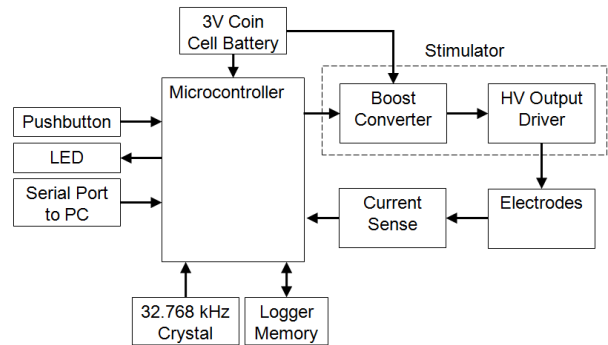 3V Coin
Cell Battery
Stimulator
Microcontroller
Boost
Converter
HV Output
Driver
Pushbutton
LED
Serial Port
to PC
Current
Sense
Electrodes
32.768 kHz
Crystal
Logger
Memory